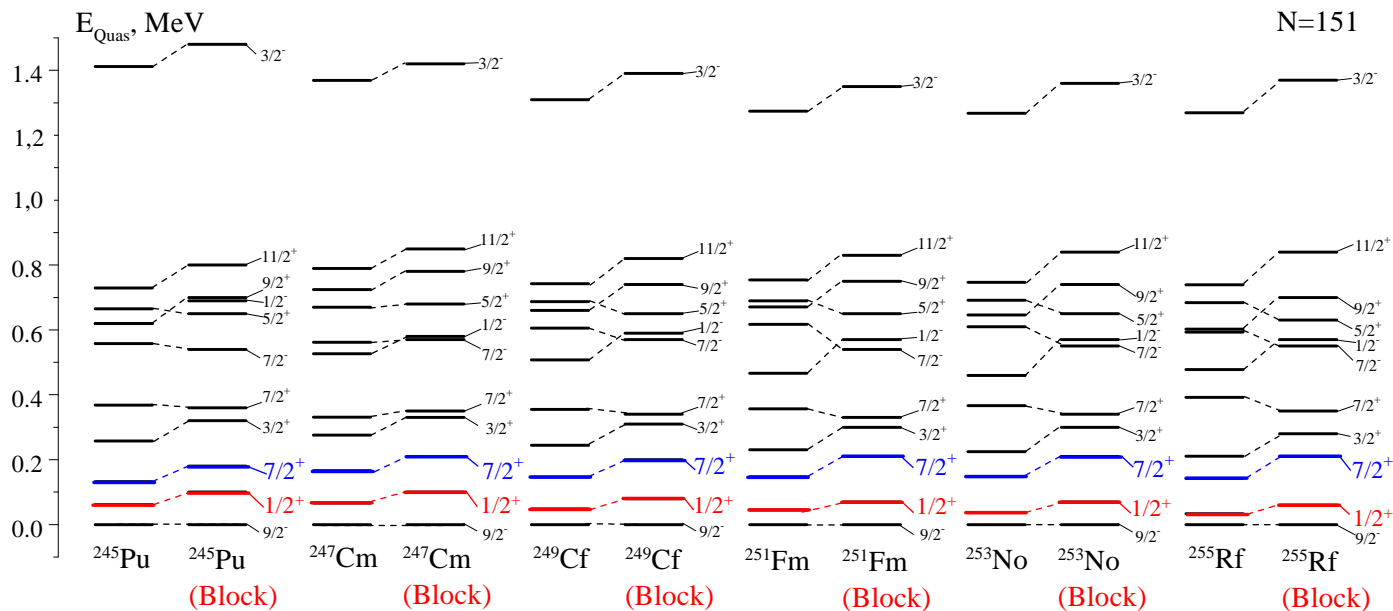 E_Quas, MeV N=151
3/2⁻ 3/2⁻ 3/2⁻ 3/2⁻ 3/2⁻ 3/2⁻
1.4
1,2
1,0
11/2⁺ 11/2⁺ 11/2⁺ 11/2⁺ 11/2⁺ 11/2⁺
0.8
9/2⁺ 9/2⁺ 9/2⁺ 9/2⁺ 9/2⁺ 9/2⁺
1/2⁻ 5/2⁺ 5/2⁺ 5/2⁺ 5/2⁺ 5/2⁺
5/2⁺ 1/2⁻ 1/2⁻ 1/2⁻ 1/2⁻ 1/2⁻
0.6
7/2⁻ 7/2⁻ 7/2⁻ 7/2⁻ 7/2⁻ 7/2⁻
0.4
7/2⁺ 7/2⁺ 7/2⁺ 7/2⁺ 7/2⁺ 7/2⁺
3/2⁺ 3/2⁺ 3/2⁺ 3/2⁺ 3/2⁺ 3/2⁺
0.2
7/2⁺ 7/2⁺ 7/2⁺ 7/2⁺ 7/2⁺ 7/2⁺
1/2⁺ 1/2⁺ 1/2⁺ 1/2⁺ 1/2⁺ 1/2⁺
0.0
9/2⁻ 9/2⁻ 9/2⁻ 9/2⁻ 9/2⁻ 9/2⁻
²⁴⁵Pu ²⁴⁵Pu ²⁴⁷Cm ²⁴⁷Cm ²⁴⁹Cf ²⁴⁹Cf ²⁵¹Fm ²⁵¹Fm ²⁵³No ²⁵³No ²⁵⁵Rf ²⁵⁵Rf
(Block) (Block) (Block) (Block) (Block) (Block)